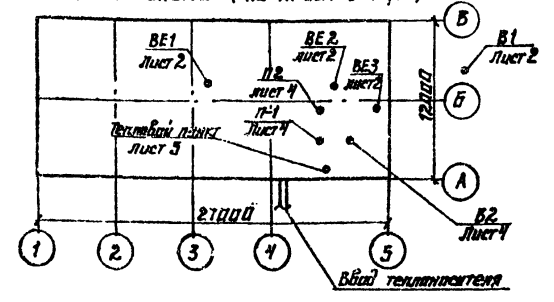 ВЕ1
Лист 2
ВЕ2
Лист 2
В
В1
Лист 2
П2
Лист 4
ВЕ3
Лист 2
Б
12000
П-1
Лист 4
Тепловой пункт
Лист 5
А
27000
В2
Лист 4
1
2
3
4
5
Ввод теплоносителя